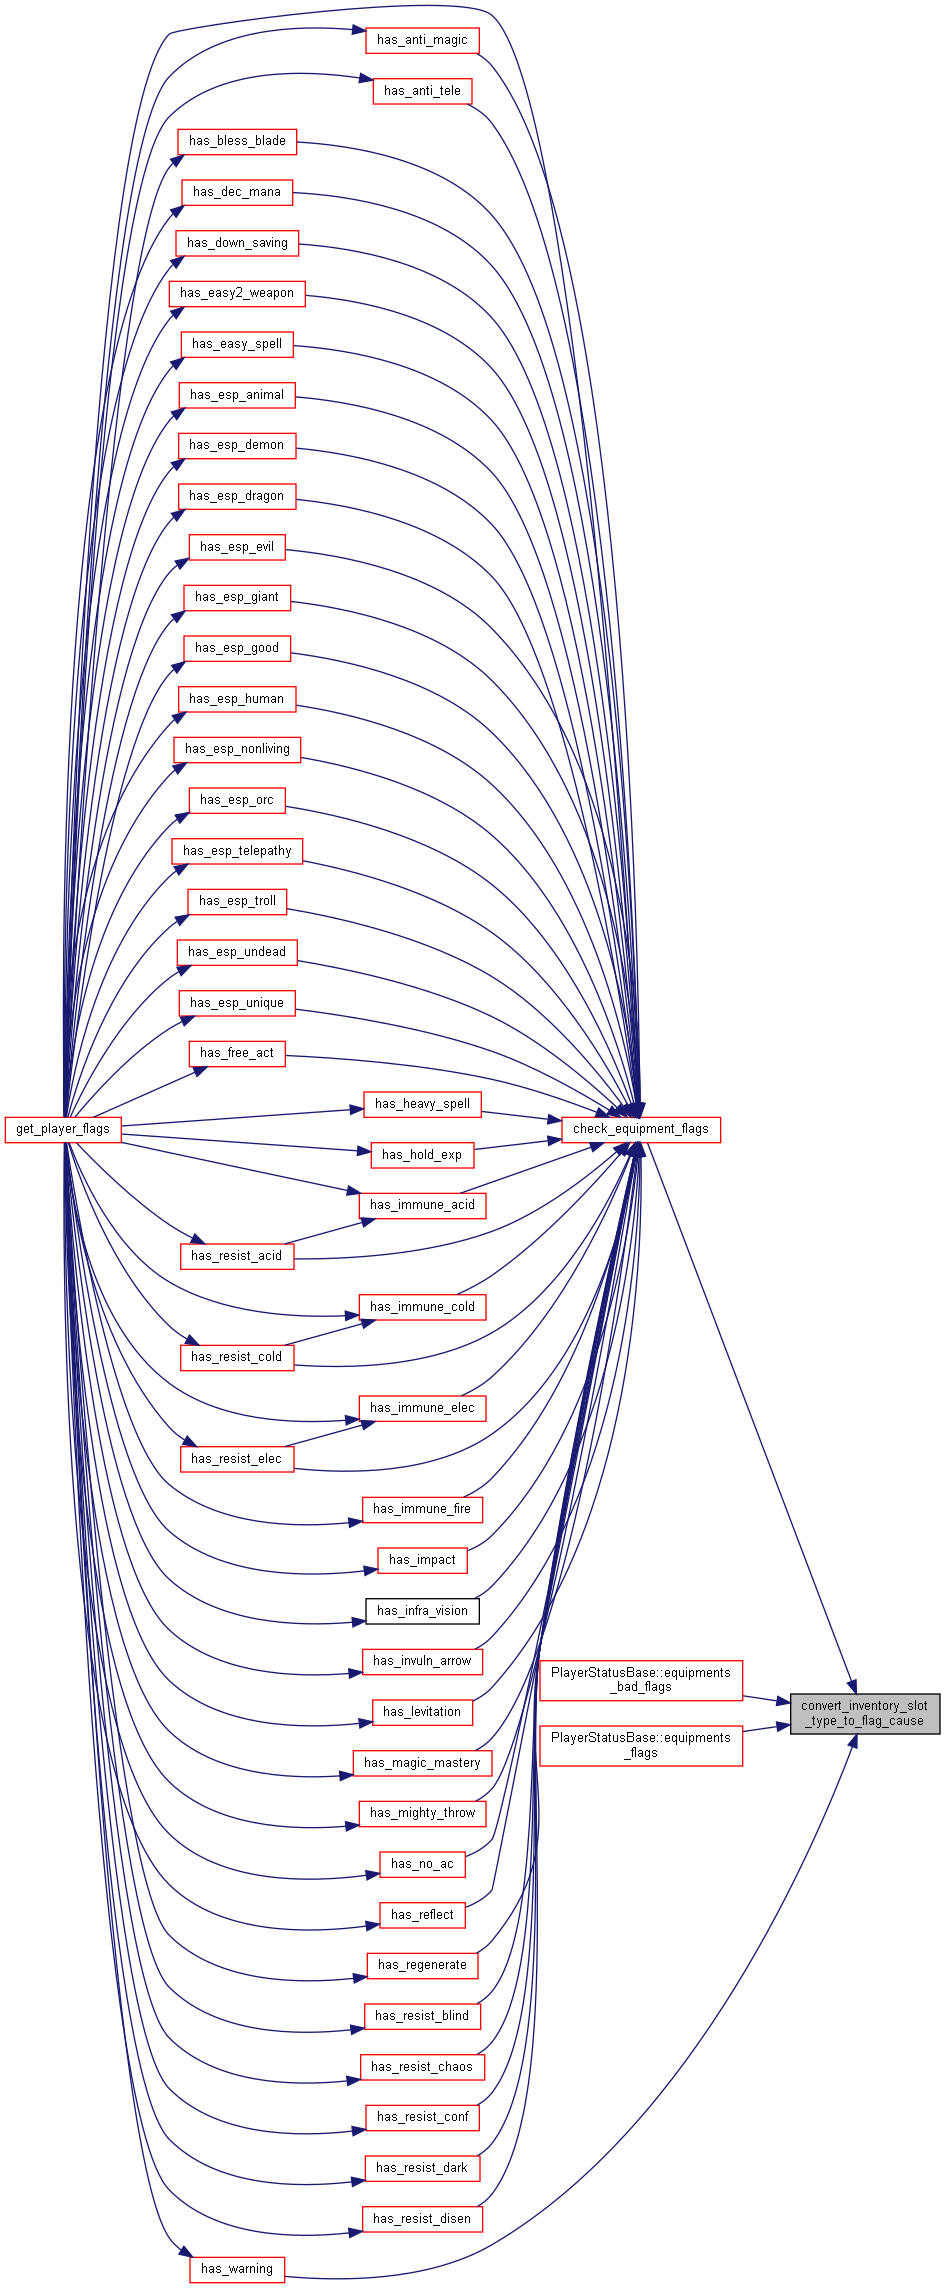 has_anti_magic
has_anti_tele
has_bless_blade
has_dec_mana
has_down_saving
has_easy2_weapon
has_easy_spell
has_esp_animal
has_esp_demon
has_esp_dragon
has_esp_evil
has_esp_giant
has_esp_good
has_esp_human
has_esp_nonliving
has_esp_orc
has_esp_telepathy
has_esp_troll
has_esp_undead
has_esp_unique
has_free_act
has_heavy_spell
get_player_flags
check_equipment_flags
has_hold_exp
has_immune_acid
has_resist_acid
has_immune_cold
has_resist_cold
has_immune_elec
has_resist_elec
has_immune_fire
has_impact
has_infra_vision
has_invuln_arrow
PlayerStatusBase::equipments
_bad_flags
has_levitation
convert_inventory_slot
_type_to_flag_cause
PlayerStatusBase::equipments
_flags
has_magic_mastery
has_mighty_throw
has_no_ac
has_reflect
has_regenerate
has_resist_blind
has_resist_chaos
has_resist_conf
has_resist_dark
has_resist_disen
has_warning